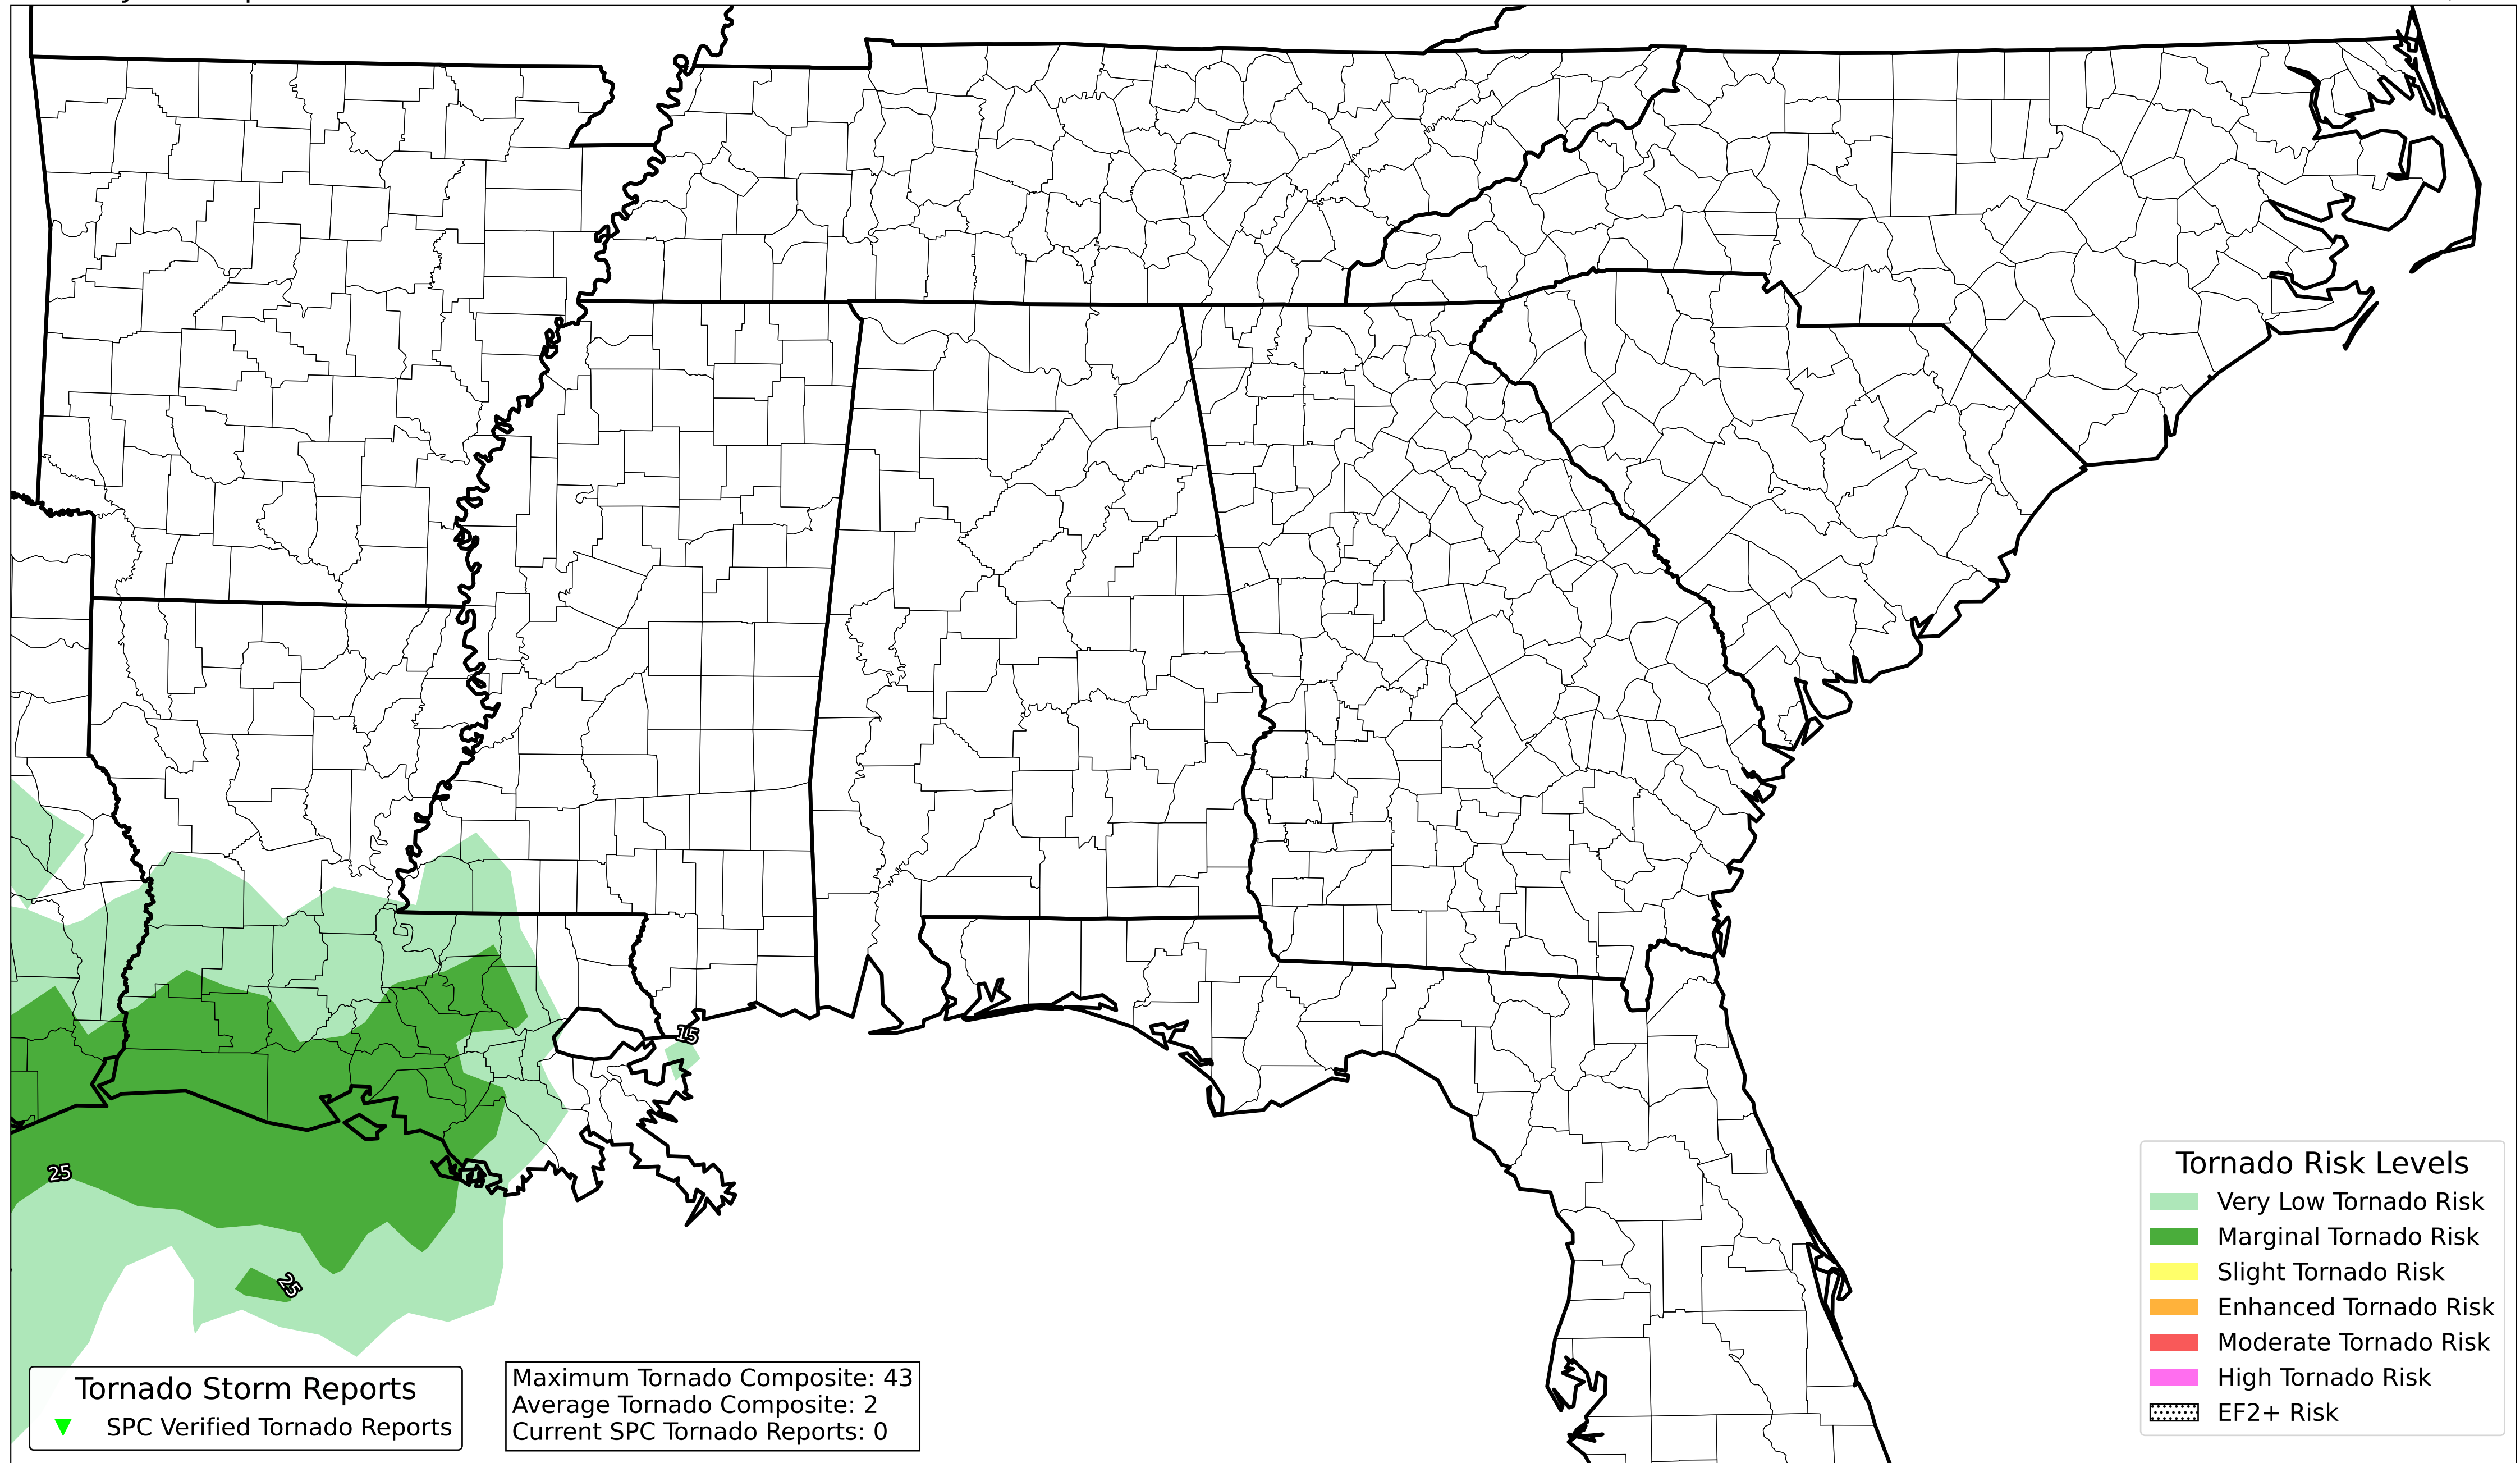 15
25
25
Tornado Storm Reports
SPC Verified Tornado Reports
Maximum Tornado Composite: 43
Average Tornado Composite: 2
Current SPC Tornado Reports: 0
Tornado Risk Levels
Very Low Tornado Risk
Marginal Tornado Risk
Slight Tornado Risk
Enhanced Tornado Risk
Moderate Tornado Risk
High Tornado Risk
EF2+ Risk